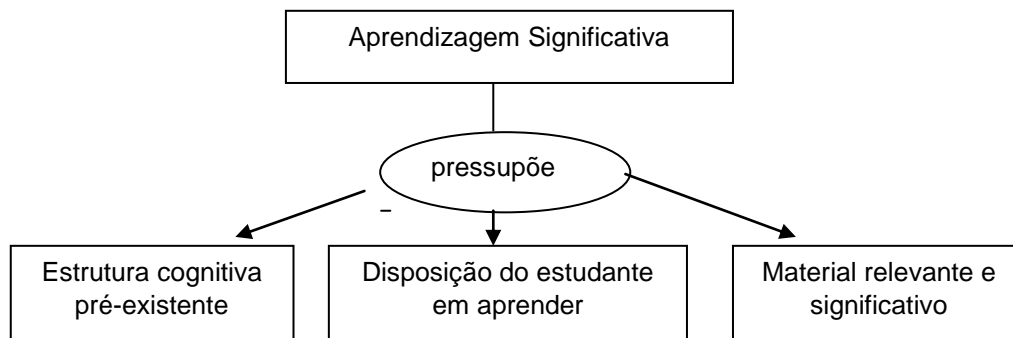 Aprendizagem Significativa
pressupõe
Estrutura cognitiva
pré-existente
Disposição do estudante
em aprender
Material relevante e
significativo